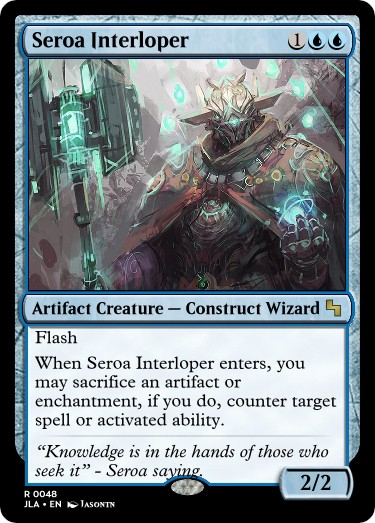 Seroa Interloper 1
Artifact Creature — Construct Wizard
Flash
When Seroa Interloper enters, you
may sacrifice an artifact or
enchantment, if you do, counter target
spell or activated ability.
“Knowledge is in the hands of those who
seek it” - Seroa saying.
2/2
R 0048
JLA • EN Jasontn